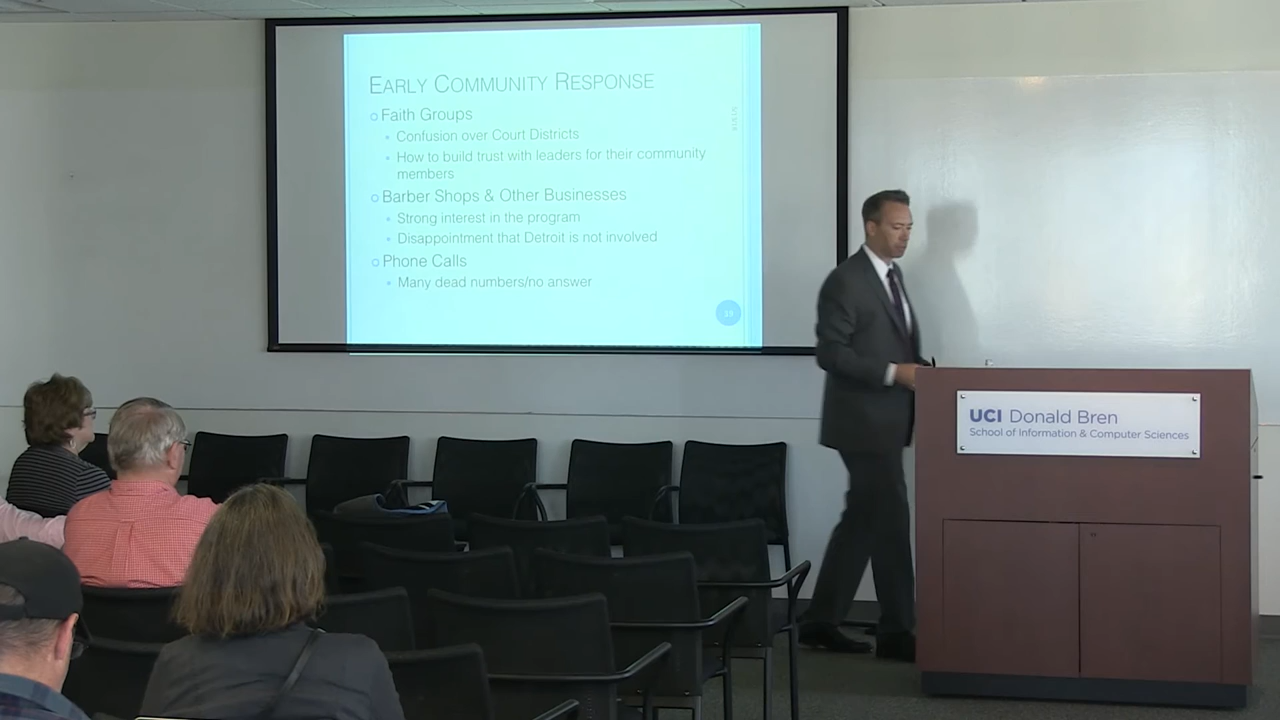 EARLY COMMUNITY RESPONSE
Faith Groups
Confusion over Court Districts
How to build trust with leaders for their community
members
Barber Shops & Other Businesses
Strong interest in the program
Disappointment that Detroit is not involved
Phone Calls
Many dead numbers/no answer
UCI Donald Bren
School of Information & Computer Sciences